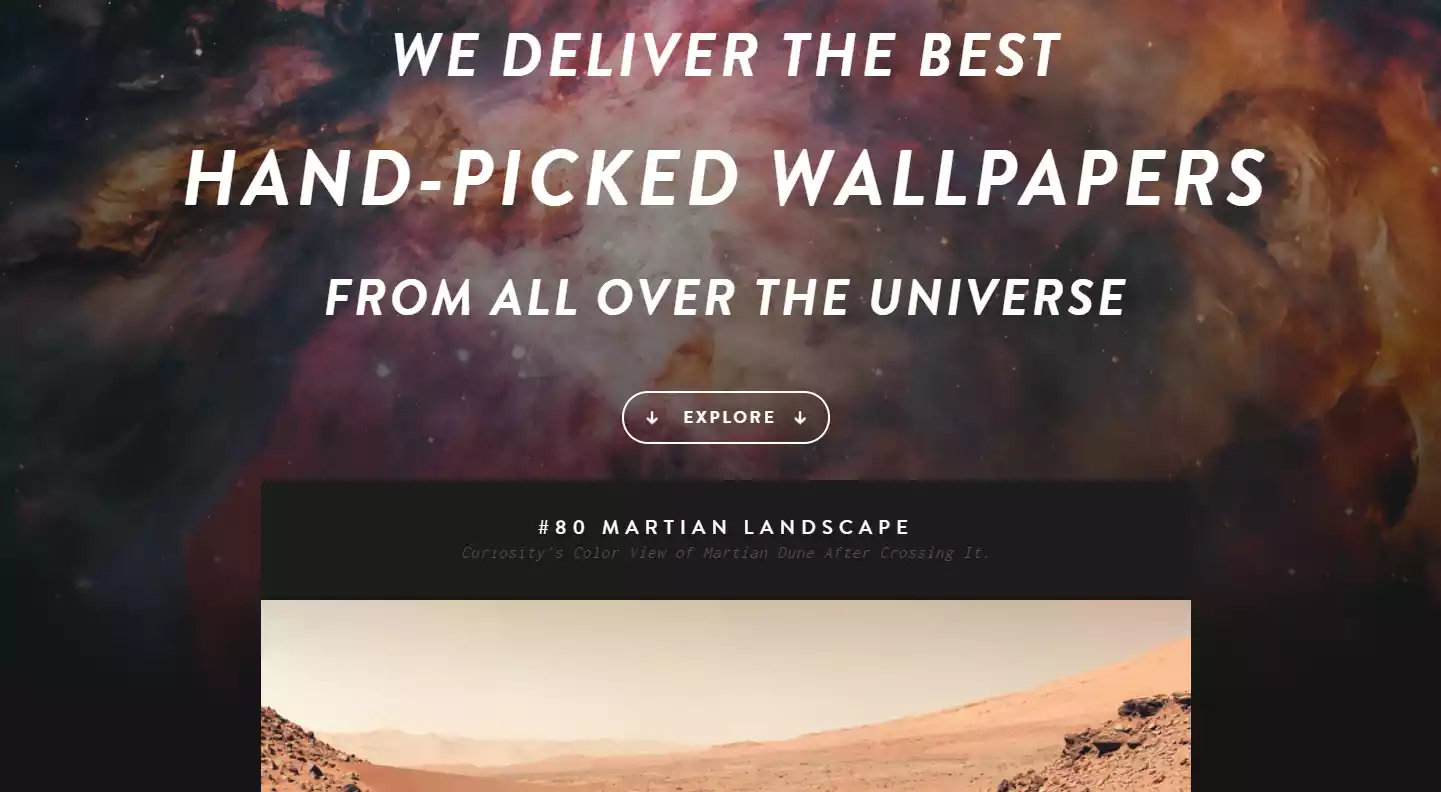 WE DELIVER THE BEST
HAND-PICKED WALLPAPERS
FROM ALL OVER THE UNIVERSE
↓ EXPLORE ↓
#80 MARTIAN LANDSCAPE
Curiosity's Color View of Martian Dune After Crossing It.